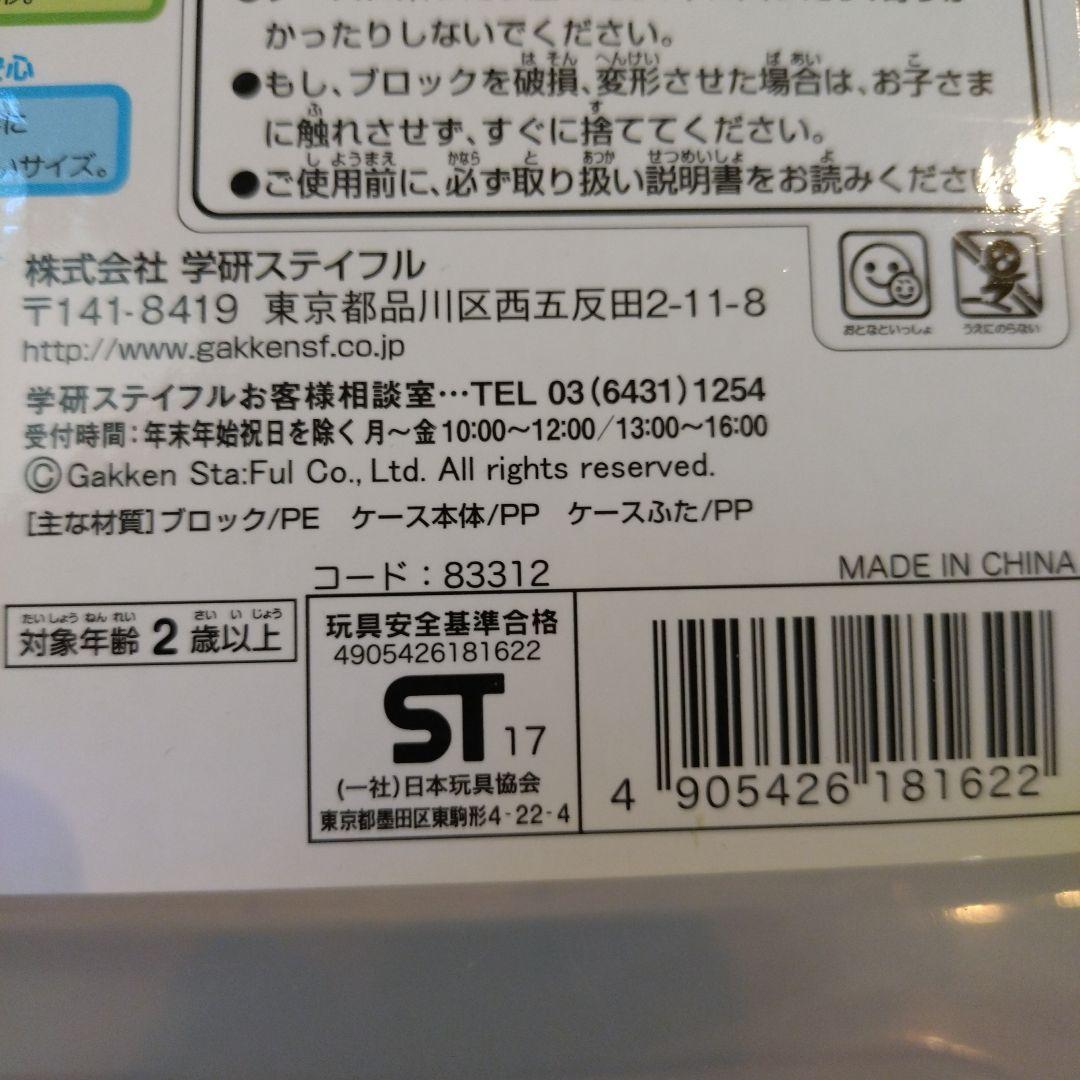 かったりしないでください。
●もし、ブロックを破損、変形させた場合は、お子さま
に触れさせず、すぐに捨ててください。
●ご使用前に、必ず取り扱い説明書をお読みくださ
いサイズ。
株式会社 学研ステイフル
〒141-8419 東京都品川区西五反田2-11-8
http://www.gakkensf.co.jp
おとなといっしょ
うえにのらない
学研ステイフルお客様相談室…TEL 03(6431)1254
受付時間:年末年始祝日を除く 月～金10:00～12:00/13:00～16:00
©Gakken Sta:Ful Co., Ltd. All rights reserved.
[主な材質]ブロック/PE ケース本体/PP ケースふた/PP
コード:83312
MADE IN CHINA
対象年齢 2 歳以上
玩具安全基準合格
4905426181622
ST 17
(一社)日本玩具協会
東京都墨田区東駒形4-22-4
4 905426 181622